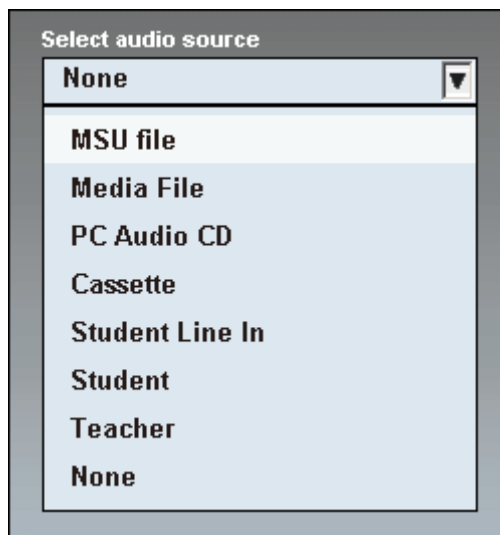 Select audio source
None
MSU file
Media File
PC Audio CD
Cassette
Student Line In
Student
Teacher
None